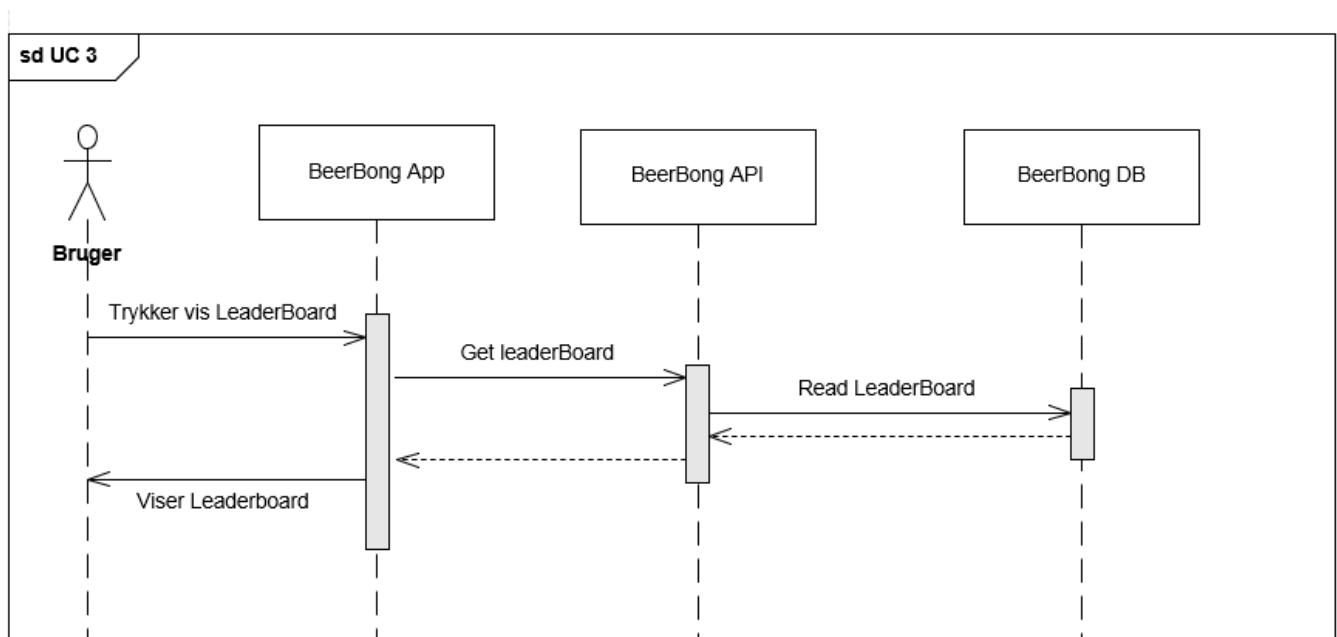 sd UC 3
BeerBong App
BeerBong API
BeerBong DB
Bruger
Trykker vis LeaderBoard
Get leaderBoard
Read LeaderBoard
Viser Leaderboard